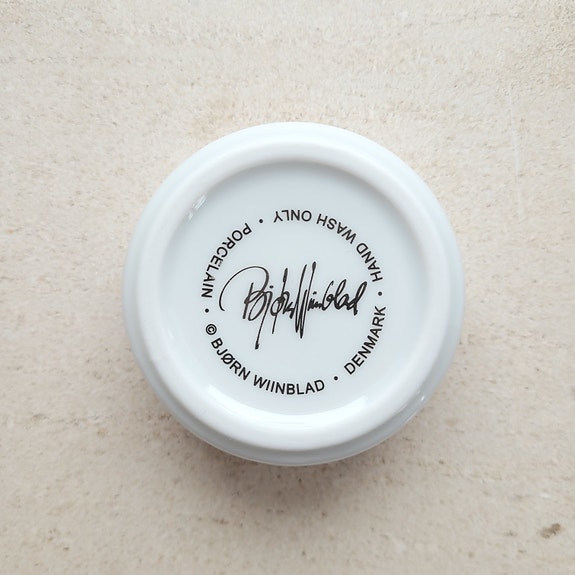 © BJØRN WIINBLAD • DENMARK • HAND WASH ONLY • PORCELAIN •
Bjørn Wiinblad